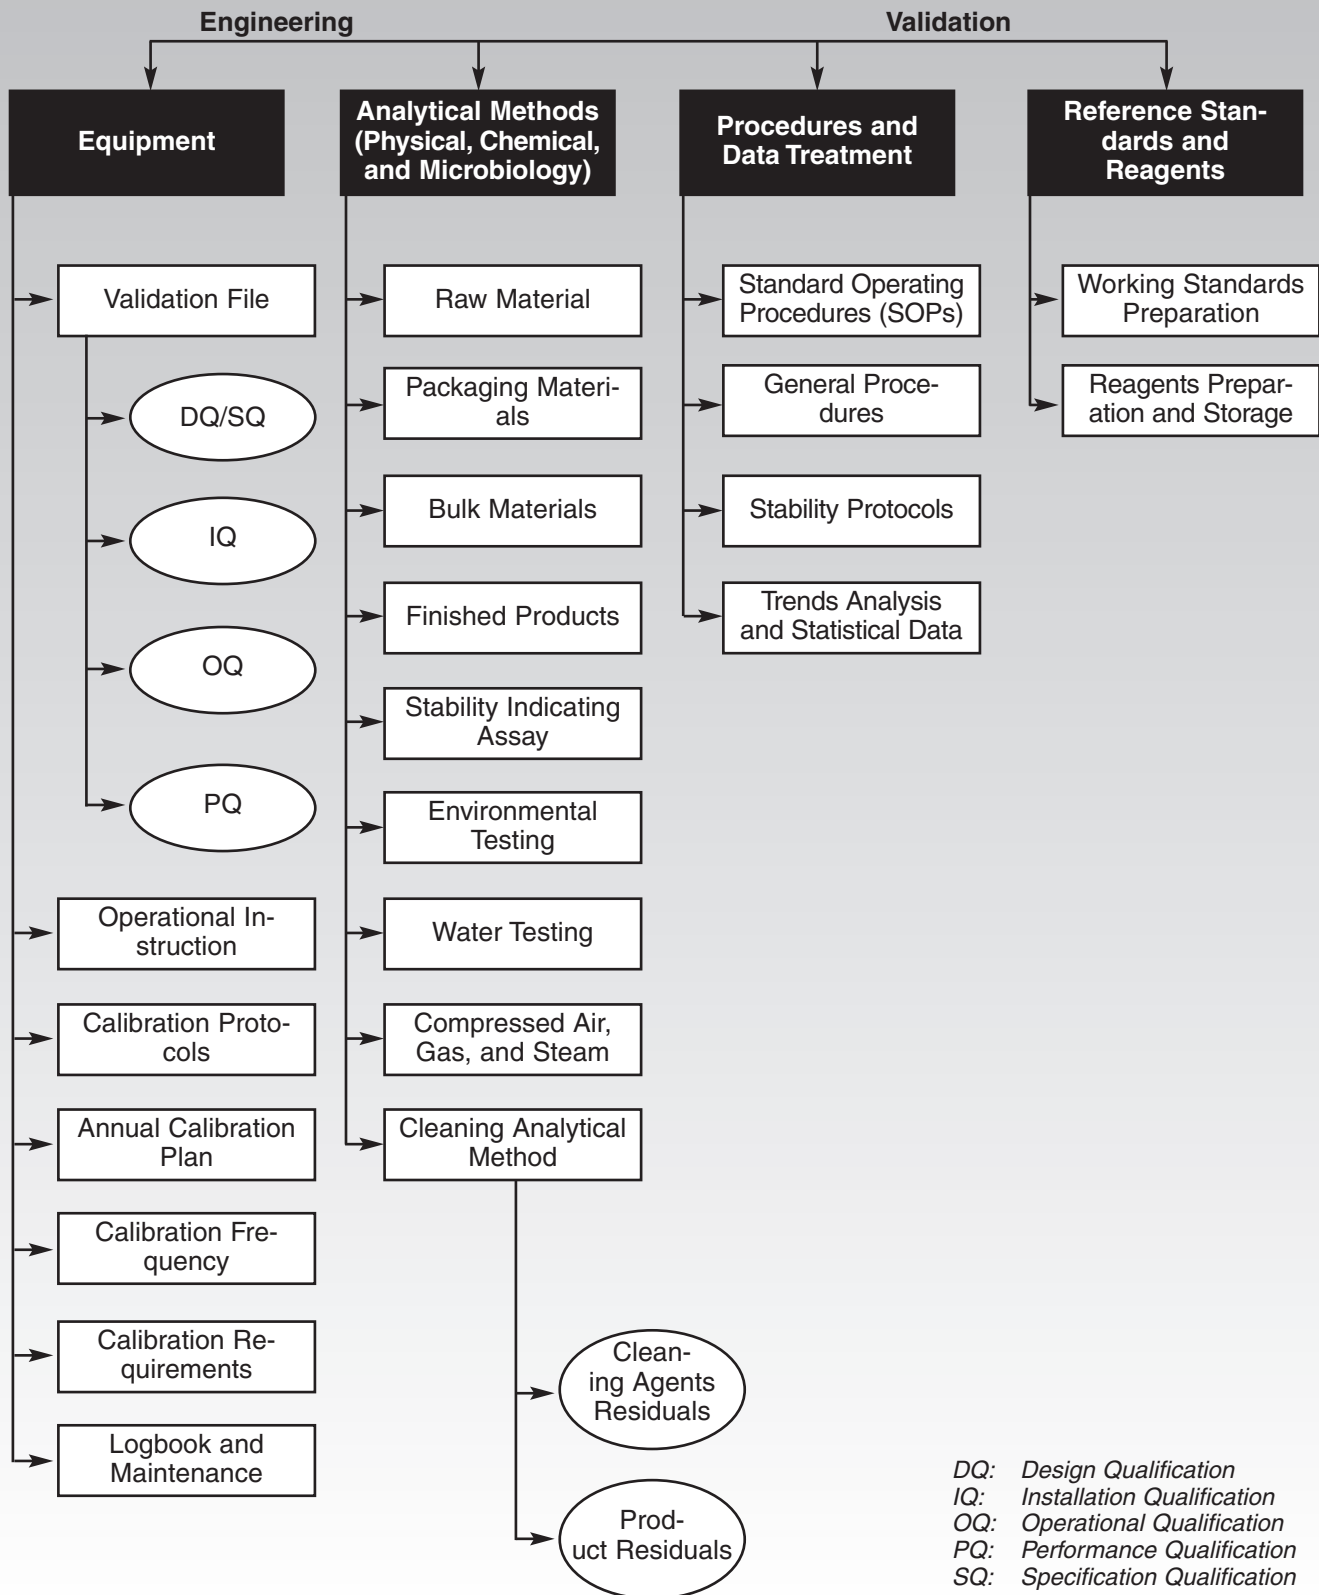 Engineering
Validation
Equipment
Analytical Methods
(Physical, Chemical,
and Microbiology)
Procedures and
Data Treatment
Reference Stan-
dards and
Reagents
Validation File
DQ/SQ
IQ
OQ
PQ
Operational In-
struction
Calibration Proto-
cols
Annual Calibration
Plan
Calibration Fre-
quency
Calibration Re-
quirements
Logbook and
Maintenance
Raw Material
Packaging Materi-
als
Bulk Materials
Finished Products
Stability Indicating
Assay
Environmental
Testing
Water Testing
Compressed Air,
Gas, and Steam
Cleaning Analytical
Method
Clean-
ing Agents
Residuals
Prod-
uct Residuals
Standard Operating
Procedures (SOPs)
General Proce-
dures
Stability Protocols
Trends Analysis
and Statistical Data
Working Standards
Preparation
Reagents Prepar-
ation and Storage
DQ: Design Qualification
IQ: Installation Qualification
OQ: Operational Qualification
PQ: Performance Qualification
SQ: Specification Qualification